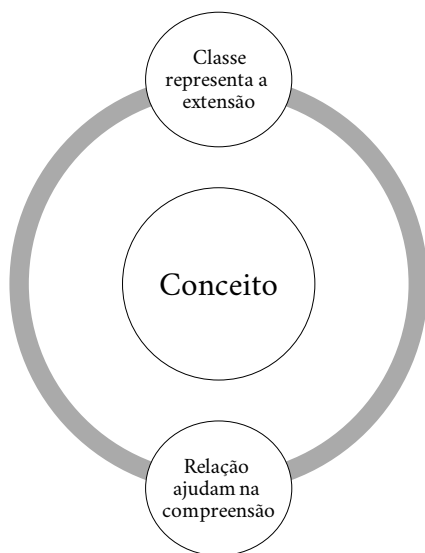 Classe
representa a
extensão
Conceito
Relação
ajudam na
compreensão